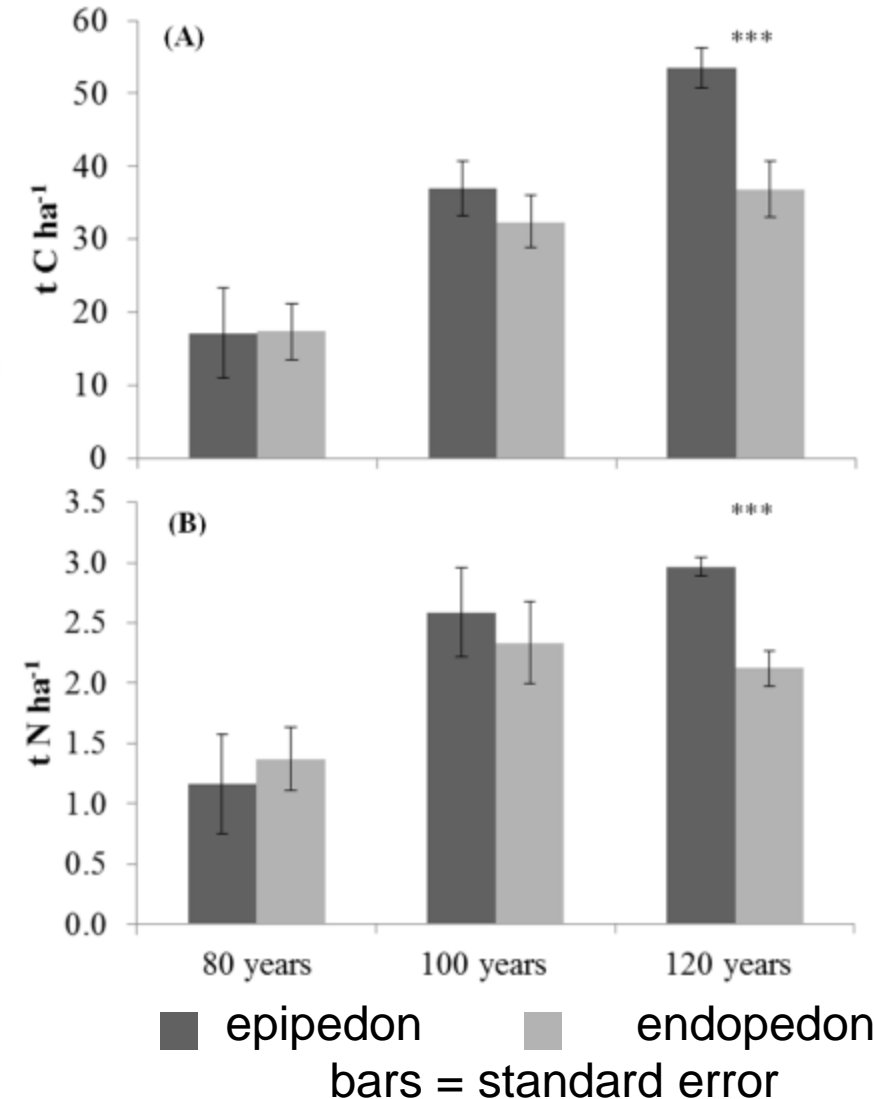 60
(A)
***
50
40
t C ha⁻¹
30
20
10
0
3.5
(B)
***
3.0
2.5
t N ha⁻¹
2.0
1.5
1.0
0.5
0.0
80 years 100 years 120 years
epipedon endopedon
bars = standard error